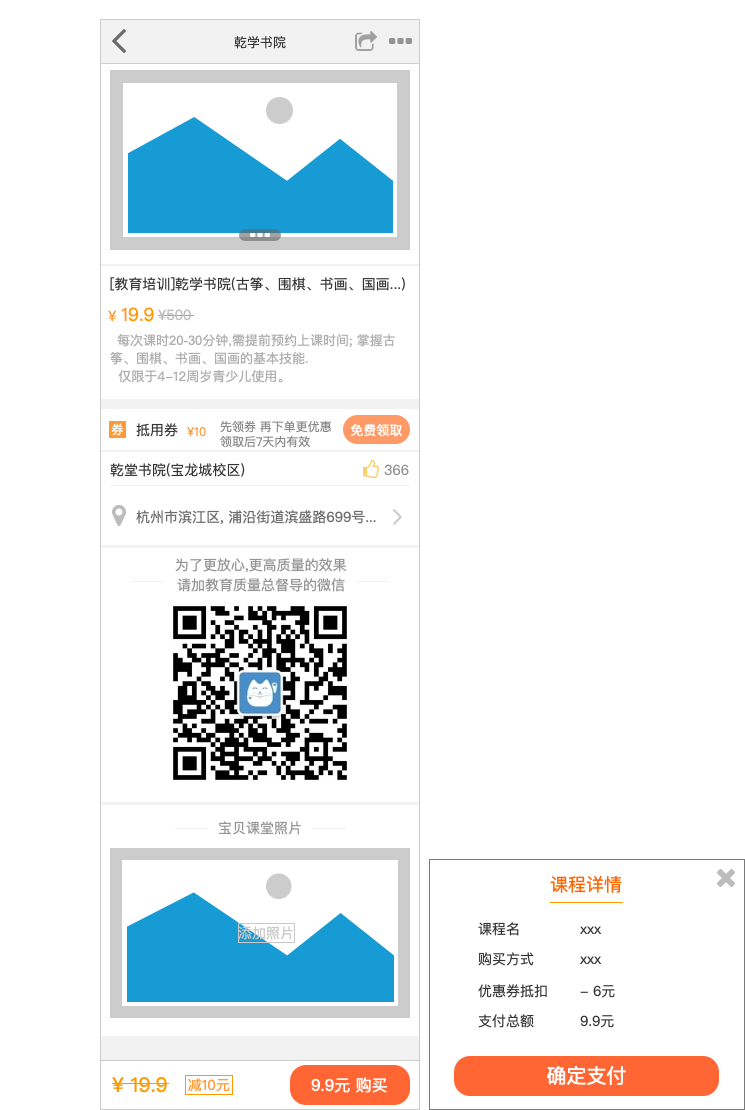 乾学书院
[教育培训]乾学书院(古筝、围棋、书画、国画...)
¥ 19.9 ¥500
每次课时20-30分钟,需提前预约上课时间; 掌握古
筝、围棋、书画、国画的基本技能.
仅限于4–12周岁青少儿使用。
券 抵用券 ¥10 先领券 再下单更优惠
领取后7天内有效
免费领取
乾堂书院(宝龙城校区) 366
杭州市滨江区, 浦沿街道滨盛路699号...
为了更放心,更高质量的效果
请加教育质量总督导的微信
宝贝课堂照片
添加照片
¥ 19.9 减10元 9.9元 购买
课程详情
课程名 xxx
购买方式 xxx
优惠券抵扣 – 6元
支付总额 9.9元
确定支付